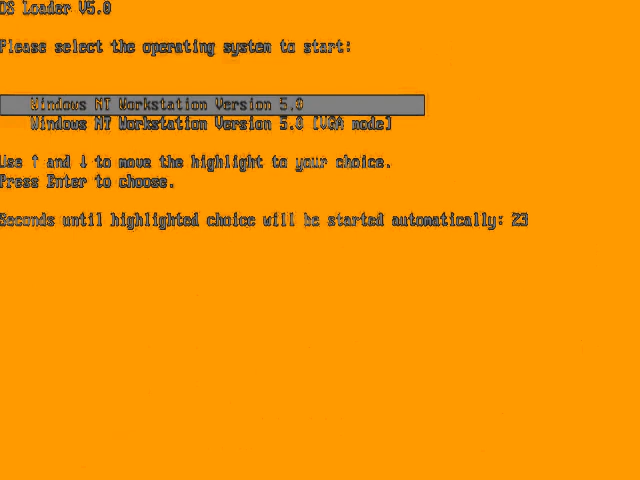 OS Loader V5.0
Please select the operating system to start:
Windows NT Workstation Version 5.0
Windows NT Workstation Version 5.0 [VGA mode]
Use ↑ and ↓ to move the highlight to your choice.
Press Enter to choose.
Seconds until highlighted choice will be started automatically: 23